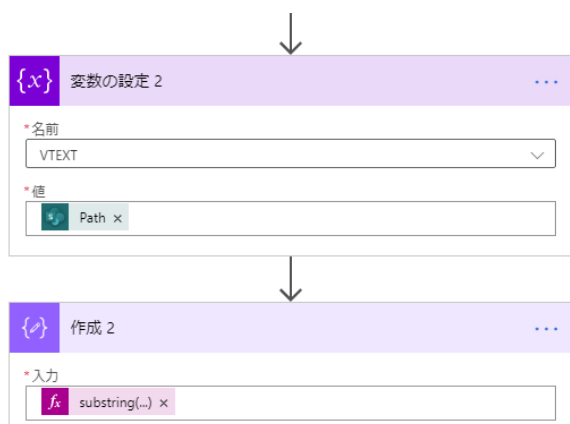 {x} 変数の設定 2 ...
*名前
VTEXT
*値
S Path ×
作成 2 ...
*入力
fx substring(...) ×